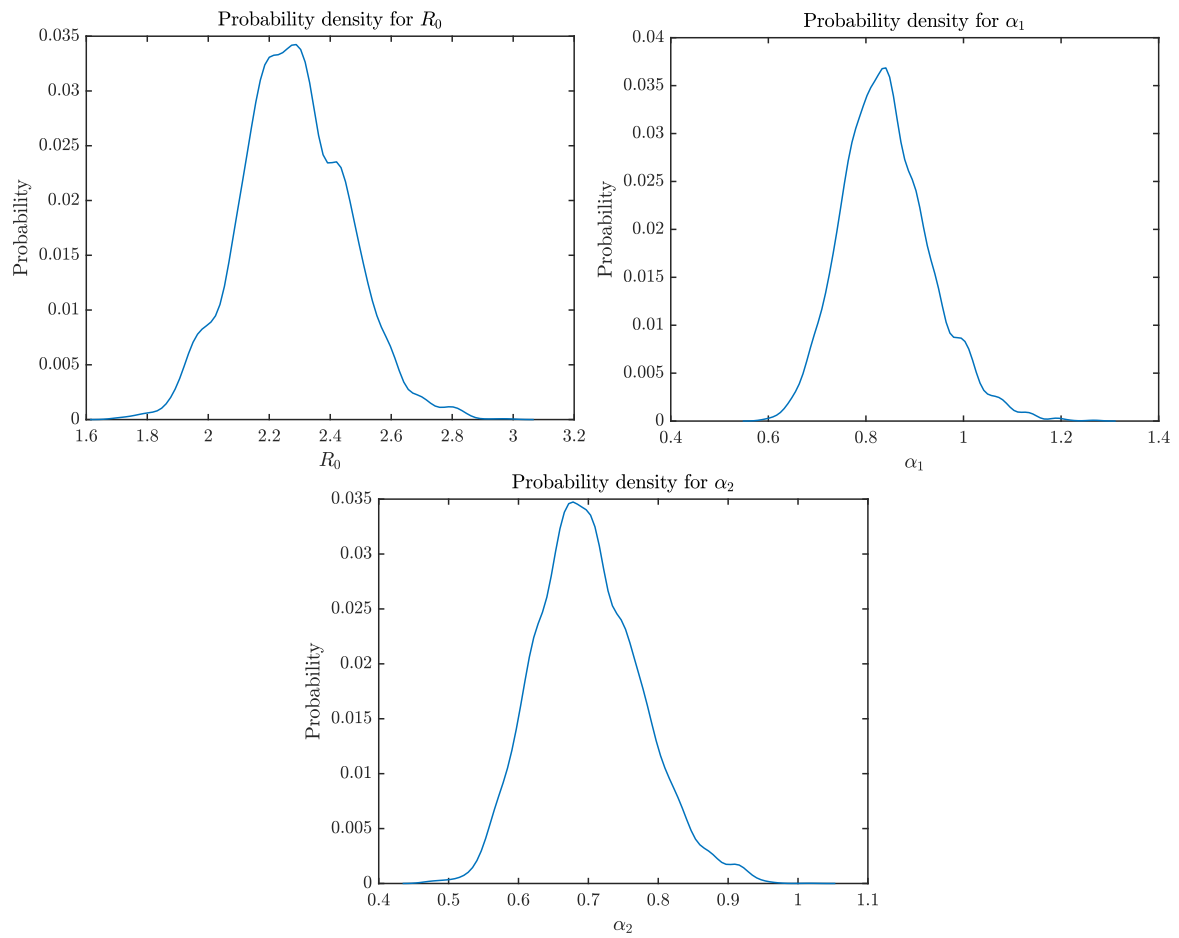 Probability density for R₀
0.035
0.03
0.025
0.02
0.015
0.01
0.005
0
Probability
1.6 1.8 2 2.2 2.4 2.6 2.8 3 3.2
R₀
Probability density for α₁
0.04
0.035
0.03
0.025
0.02
0.015
0.01
0.005
0
Probability
0.4 0.6 0.8 1 1.2 1.4
α₁
Probability density for α₂
0.035
0.03
0.025
0.02
0.015
0.01
0.005
0
Probability
0.4 0.5 0.6 0.7 0.8 0.9 1 1.1
α₂